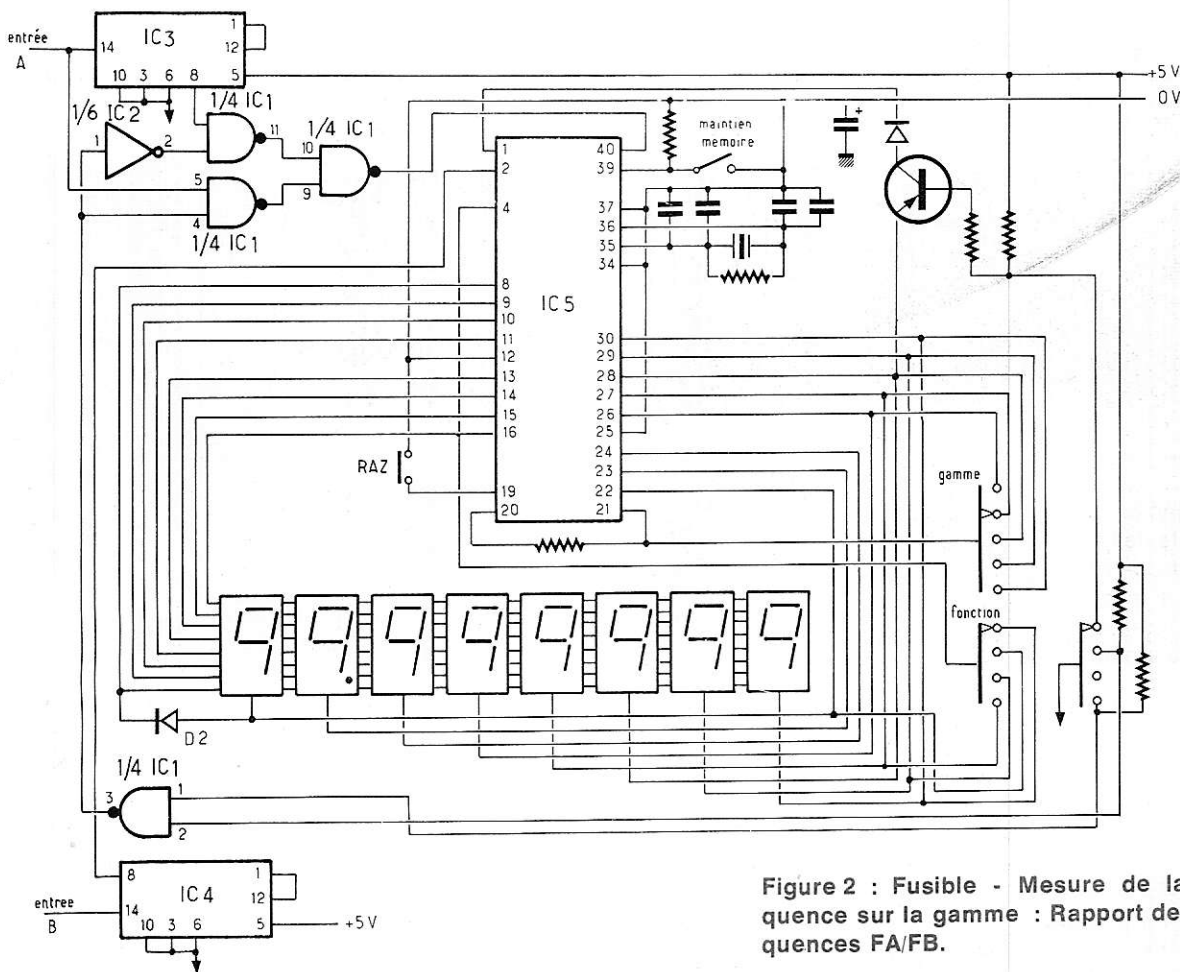 entrée
A
14
IC3
1
12
10 3 6 8 5
+5V
0V
1/6 IC2
1 2
1/4 IC1
11
1/4 IC1
10
9
5
4
1/4 IC1
maintien
memoire
+
1
2
4
8
9
10
11
12
13
14
15
16
19
20
IC5
40
39
37
36
35
34
30
29
28
27
26
25
24
23
22
21
RAZ
gamme
fonction
D2
1/4 IC1
3
1
2
entree
B
8
14
IC4
1
12
10 3 6 5
+5V
Figure 2 : Fusible - Mesure de la
quence sur la gamme : Rapport de
quences FA/FB.